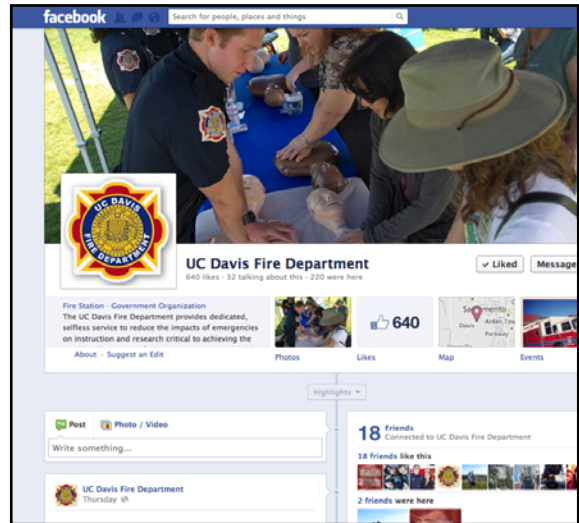 facebook
Search for people, places and things
UC DAVIS
FIRE DEPARTMENT
UC Davis Fire Department
640 likes · 32 talking about this · 220 were here
✓ Liked
Message
Fire Station · Government Organization
The UC Davis Fire Department provides dedicated,
selfless service to reduce the impacts of emergencies
on instruction and research critical to achieving the
About · Suggest an Edit
640
Sacramento
Davis
Arden
Parkway
Photos
Likes
Map
Events
Highlights
Post
Photo / Video
Write something...
18 Friends
Connected to UC Davis Fire Department
18 friends like this
2 friends were here
UC Davis Fire Department
Thursday